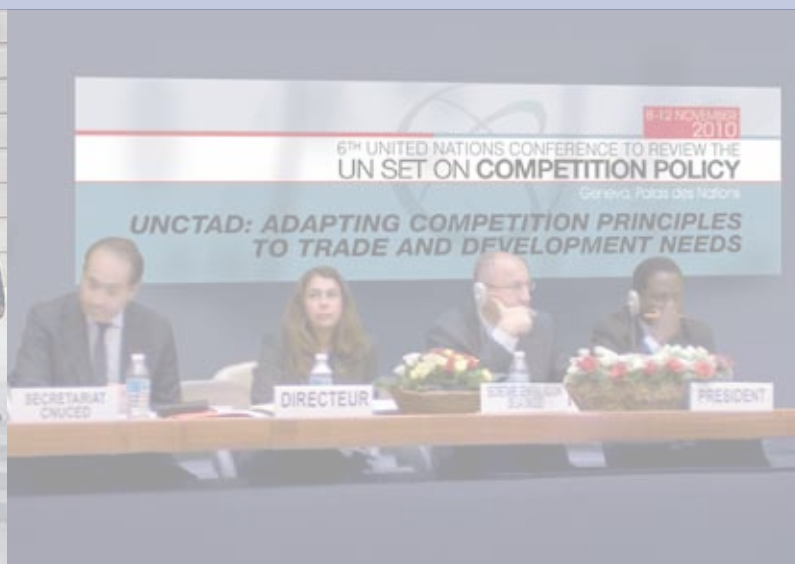 8-12 NOVEMBER
2010
6TH UNITED NATIONS CONFERENCE TO REVIEW THE
UN SET ON COMPETITION POLICY
Geneva, Palais des Nations
UNCTAD: ADAPTING COMPETITION PRINCIPLES
TO TRADE AND DEVELOPMENT NEEDS
SECRETARIAT
CNUCED
DIRECTEUR
PRESIDENT